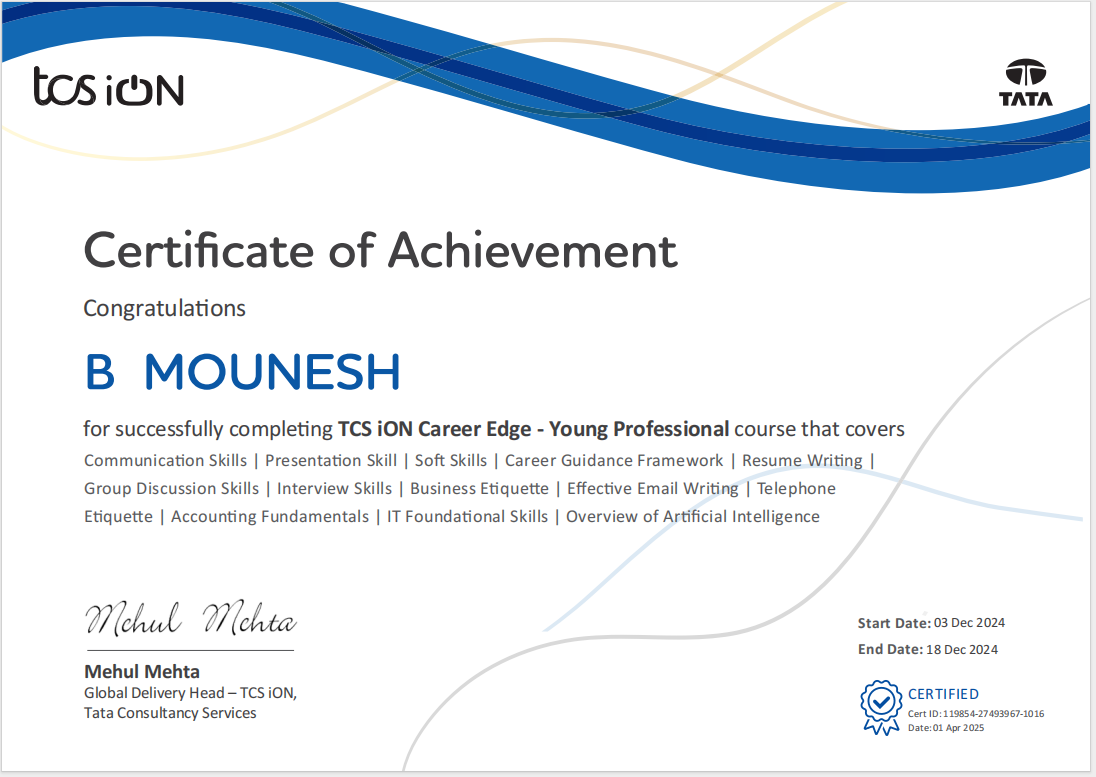 tcs iON
TATA
Certificate of Achievement
Congratulations
B MOUNESH
for successfully completing TCS iON Career Edge - Young Professional course that covers
Communication Skills | Presentation Skill | Soft Skills | Career Guidance Framework | Resume Writing |
Group Discussion Skills | Interview Skills | Business Etiquette | Effective Email Writing | Telephone
Etiquette | Accounting Fundamentals | IT Foundational Skills | Overview of Artificial Intelligence
Mehul Mehta
Mehul Mehta
Global Delivery Head – TCS iON,
Tata Consultancy Services
Start Date: 03 Dec 2024
End Date: 18 Dec 2024
CERTIFIED
Cert ID: 119854-27493967-1016
Date: 01 Apr 2025